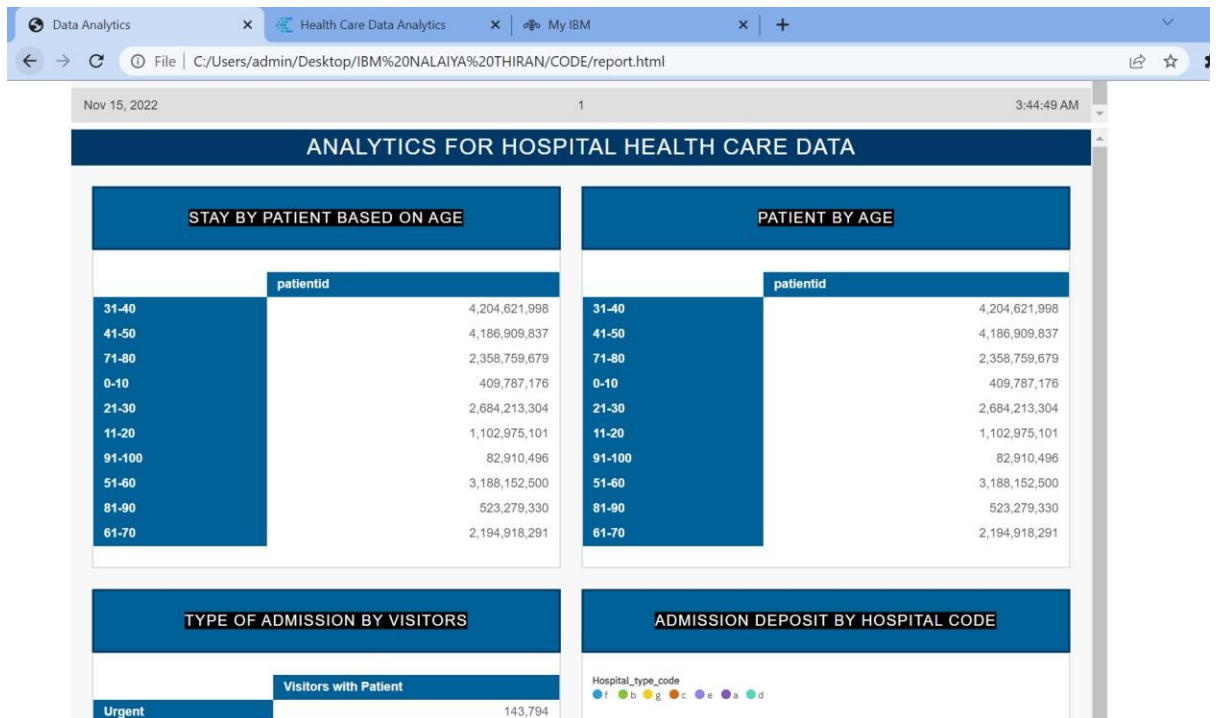 Data Analytics
Health Care Data Analytics
My IBM
File | C:/Users/admin/Desktop/IBM%20NALAIYA%20THIRAN/CODE/report.html
Nov 15, 2022 1 3:44:49 AM
ANALYTICS FOR HOSPITAL HEALTH CARE DATA
STAY BY PATIENT BASED ON AGE
patientid
31-40 4,204,621,998
41-50 4,186,909,837
71-80 2,358,759,679
0-10 409,787,176
21-30 2,684,213,304
11-20 1,102,975,101
91-100 82,910,496
51-60 3,188,152,500
81-90 523,279,330
61-70 2,194,918,291
PATIENT BY AGE
patientid
31-40 4,204,621,998
41-50 4,186,909,837
71-80 2,358,759,679
0-10 409,787,176
21-30 2,684,213,304
11-20 1,102,975,101
91-100 82,910,496
51-60 3,188,152,500
81-90 523,279,330
61-70 2,194,918,291
TYPE OF ADMISSION BY VISITORS
Visitors with Patient
Urgent 143,794
ADMISSION DEPOSIT BY HOSPITAL CODE
Hospital_type_code
f b g c e a d